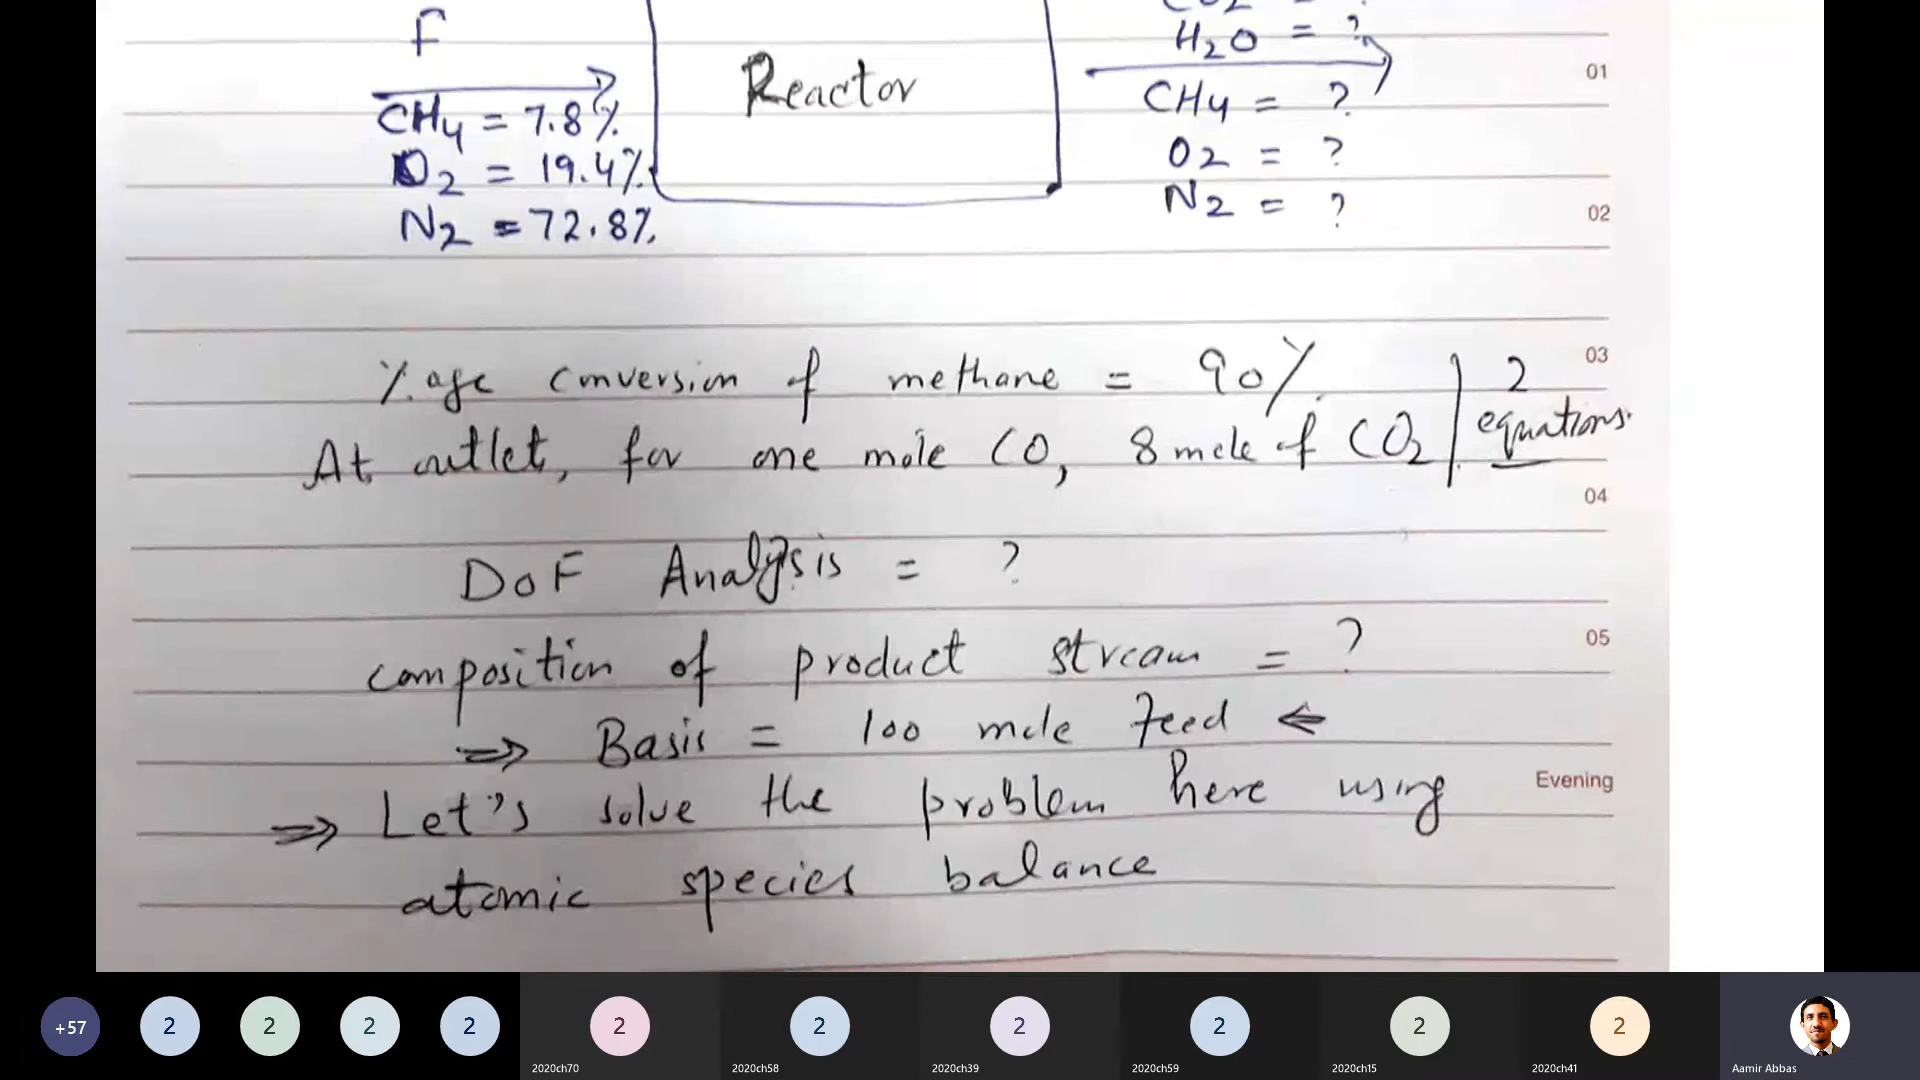 CO2 =
F
H2O = ?
01
Reactor
CH4 = 7.8%
CH4 = ?
O2 = 19.4%
O2 = ?
N2 = 72.8%
N2 = ?
02
%age conversion of methane = 90%
03
2
equations.
At outlet, for one mole CO, 8 mole of CO2
04
DoF Analysis = ?
composition of product stream = ?
05
⇒ Basis = 100 mole feed ⇐
Evening
⇒ Let's solve the problem here using
atomic species balance
+57
2
2
2
2
2
2
2
2
2
2
2020ch70
2020ch58
2020ch39
2020ch59
2020ch15
2020ch41
Aamir Abbas